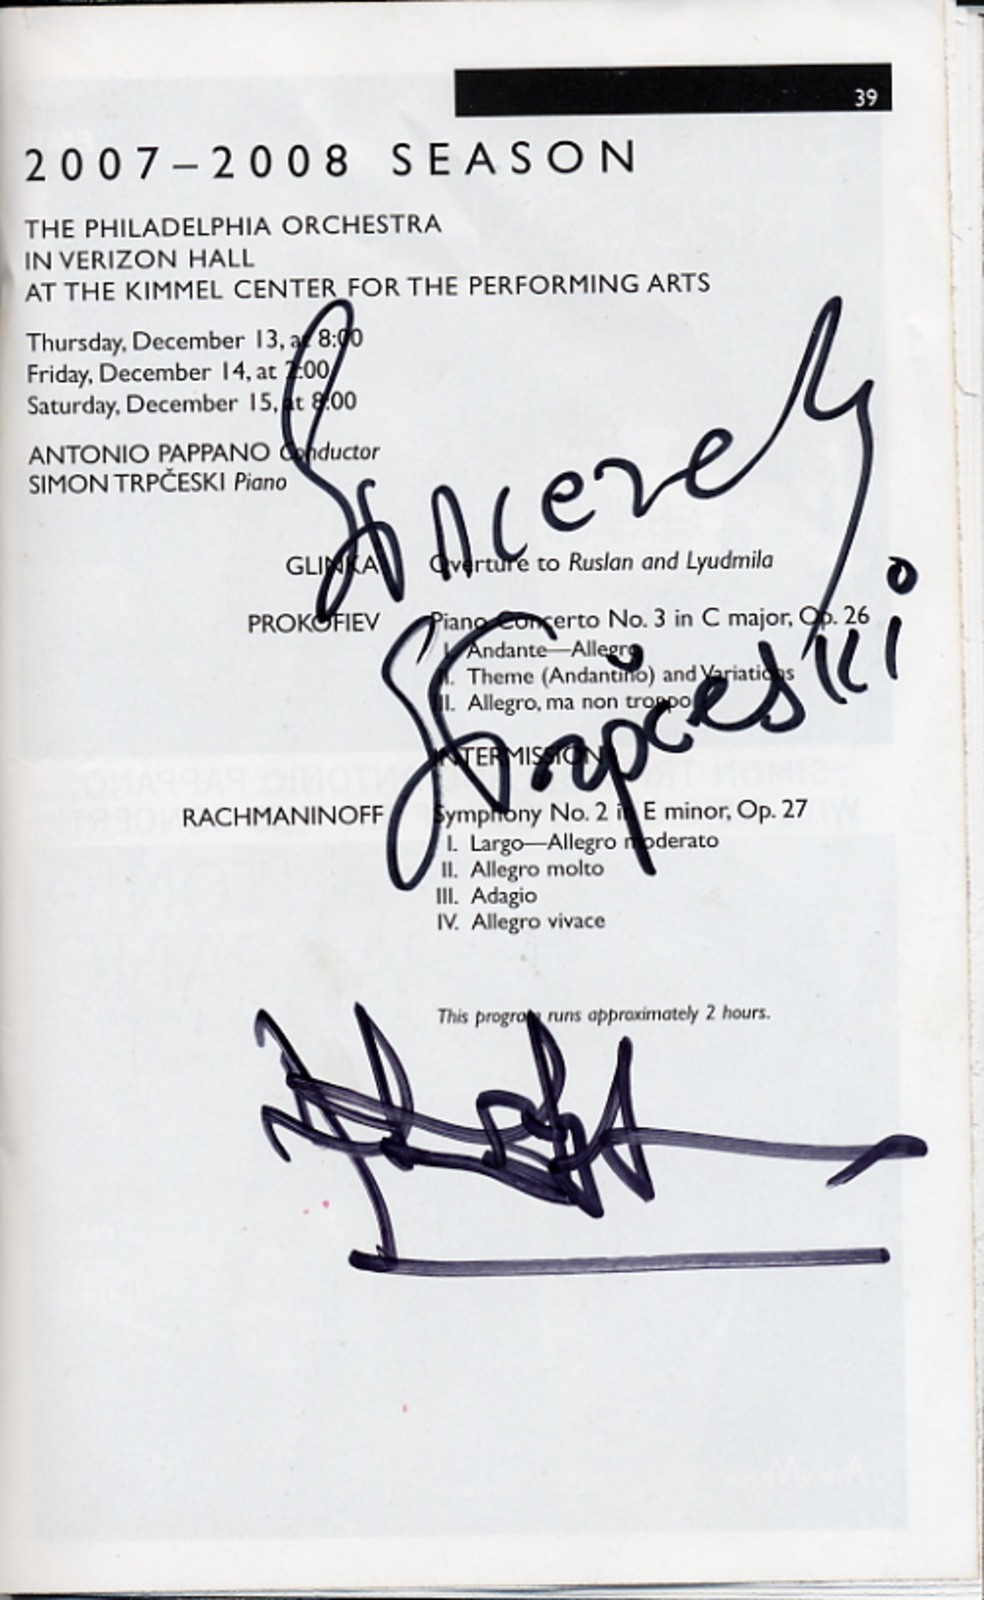 39
2007–2008 SEASON
THE PHILADELPHIA ORCHESTRA
IN VERIZON HALL
AT THE KIMMEL CENTER FOR THE PERFORMING ARTS
Thursday, December 13, at 8:00
Friday, December 14, at 2:00
Saturday, December 15, at 8:00
ANTONIO PAPPANO Conductor
SIMON TRPČESKI Piano
Sincerely
GLINKA Overture to Ruslan and Lyudmila
PROKOFIEV Piano Concerto No. 3 in C major, Op. 26
I. Andante—Allegro
II. Theme (Andantino) and Variations
III. Allegro, ma non troppo
STrpčeski
INTERMISSION
RACHMANINOFF Symphony No. 2 in E minor, Op. 27
I. Largo—Allegro moderato
II. Allegro molto
III. Adagio
IV. Allegro vivace
This program runs approximately 2 hours.